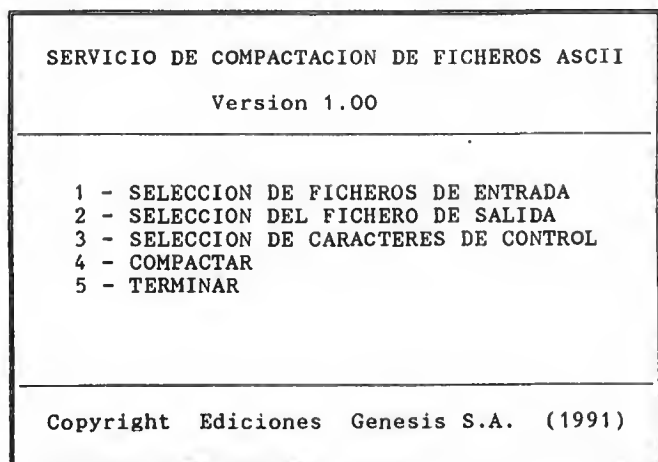 SERVICIO DE COMPACTACION DE FICHEROS ASCII
Version 1.00
1 - SELECCION DE FICHEROS DE ENTRADA
2 - SELECCION DEL FICHERO DE SALIDA
3 - SELECCION DE CARACTERES DE CONTROL
4 - COMPACTAR
5 - TERMINAR
Copyright Ediciones Genesis S.A. (1991)